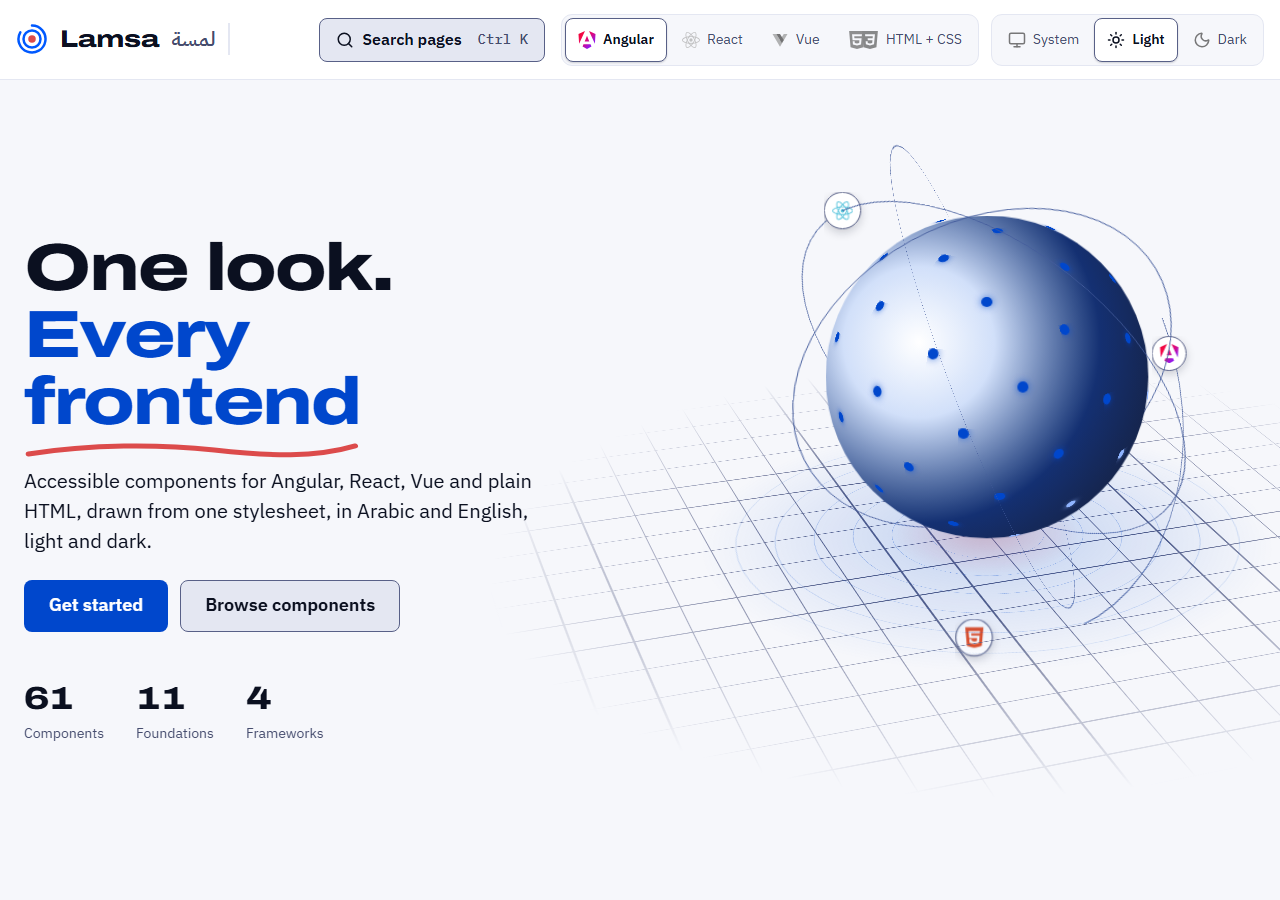 Lamsa لمسة
Search pages Ctrl K
Angular React Vue HTML + CSS
System Light Dark
One look.
Every
frontend
Accessible components for Angular, React, Vue and plain
HTML, drawn from one stylesheet, in Arabic and English,
light and dark.
Get started Browse components
61 11 4
Components Foundations Frameworks